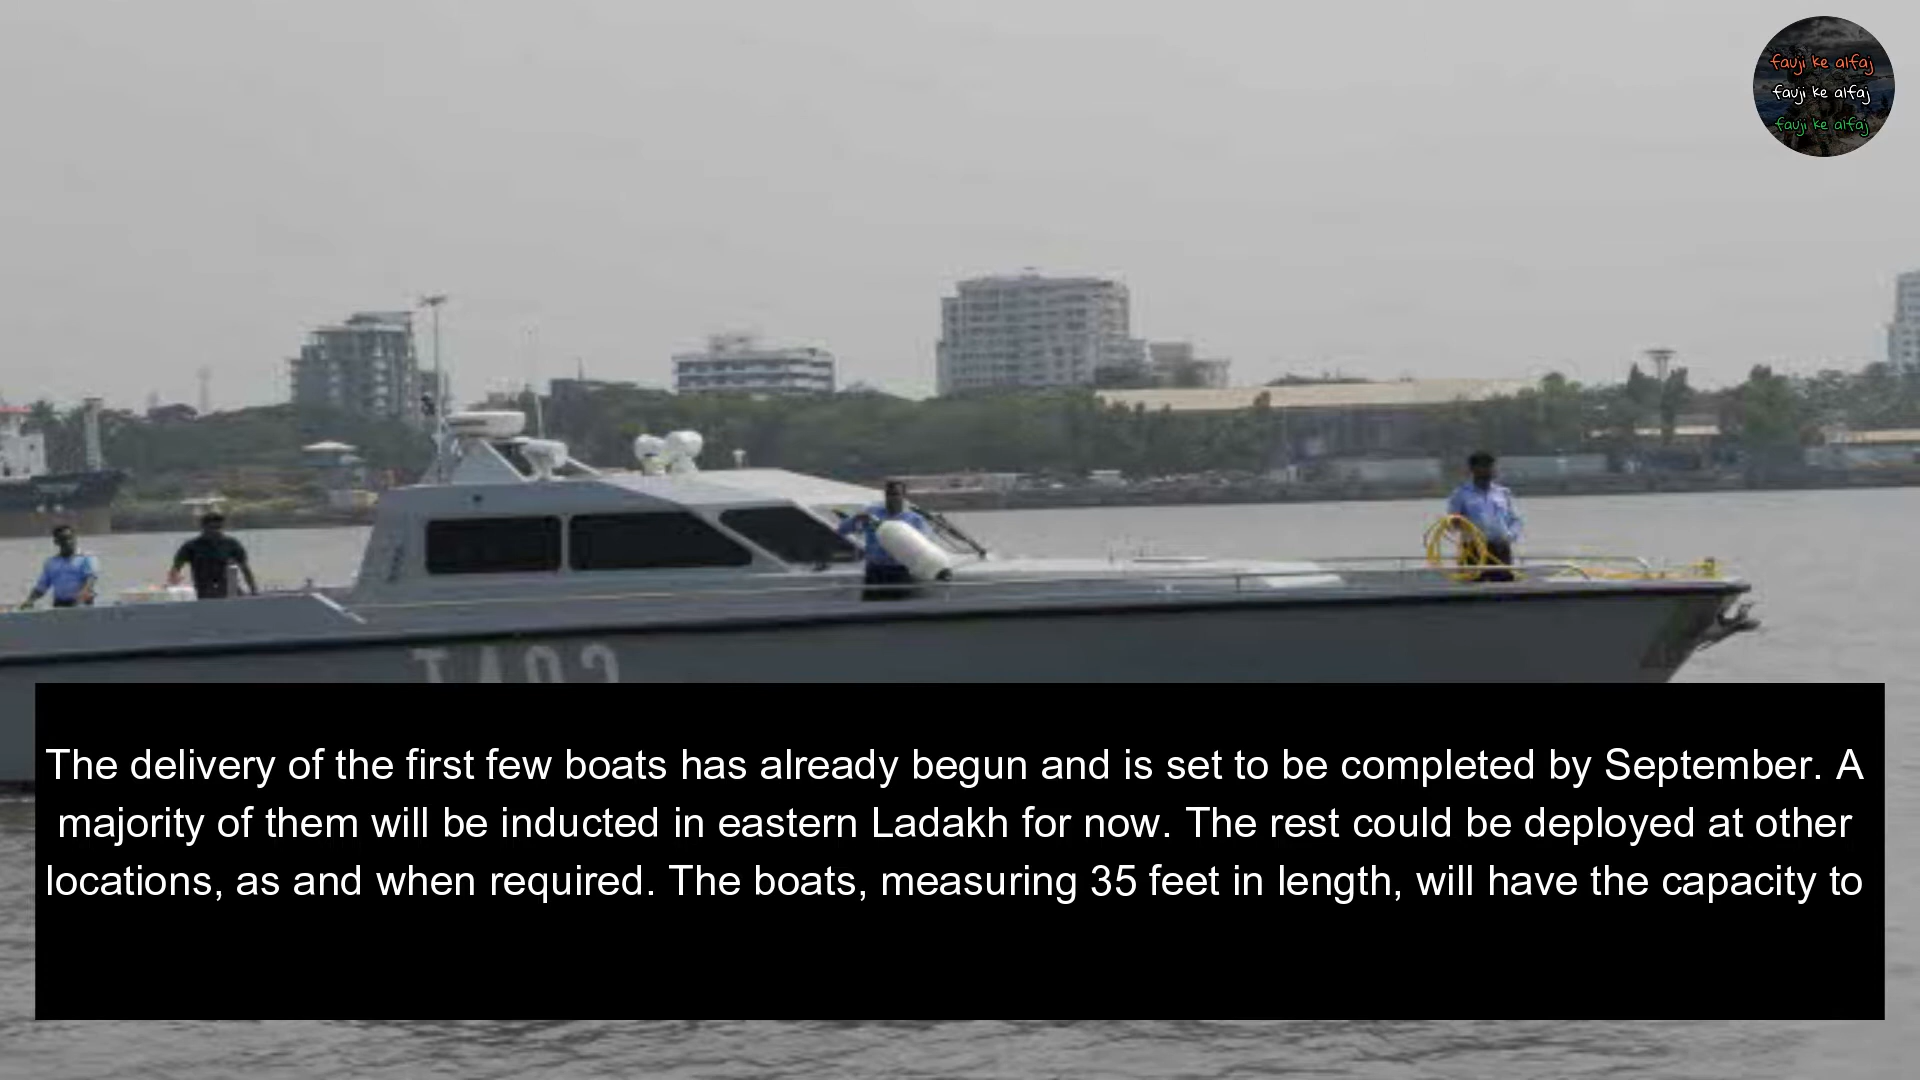 fauji ke alfaj
fauji ke alfaj
fauji ke alfaj
The delivery of the first few boats has already begun and is set to be completed by September. A
majority of them will be inducted in eastern Ladakh for now. The rest could be deployed at other
locations, as and when required. The boats, measuring 35 feet in length, will have the capacity to